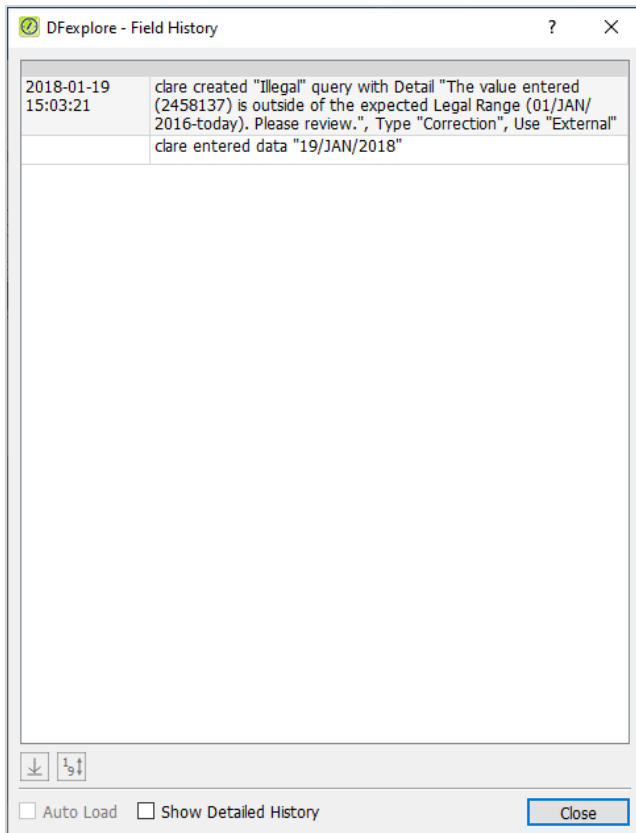 DFexplore - Field History
?
2018-01-19
15:03:21
clare created "Illegal" query with Detail "The value entered
(2458137) is outside of the expected Legal Range (01/JAN/
2016-today). Please review.", Type "Correction", Use "External"
clare entered data "19/JAN/2018"
1
9
Auto Load
Show Detailed History
Close